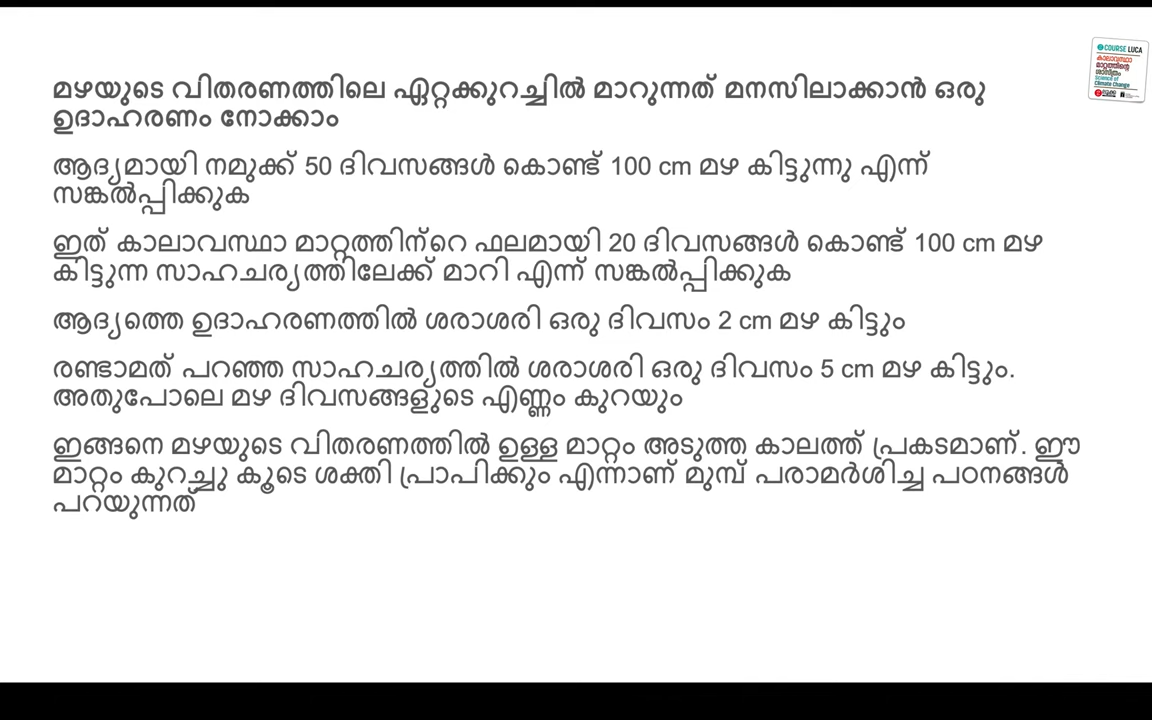 COURSE LUCA
കാലാവസ്ഥാ
മാറ്റത്തിന്റെ
ശാസ്ത്രം
Climate Change
മഴയുടെ വിതരണത്തിലെ ഏറ്റക്കുറച്ചിൽ മാറുന്നത് മനസിലാക്കാൻ ഒരു
ഉദാഹരണം നോക്കാം
ആദ്യമായി നമുക്ക് 50 ദിവസങ്ങൾ കൊണ്ട് 100 cm മഴ കിട്ടുന്നു എന്ന്
സങ്കൽപ്പിക്കുക
ഇത് കാലാവസ്ഥാ മാറ്റത്തിന്റെ ഫലമായി 20 ദിവസങ്ങൾ കൊണ്ട് 100 cm മഴ
കിട്ടുന്ന സാഹചര്യത്തിലേക്ക് മാറി എന്ന് സങ്കൽപ്പിക്കുക
ആദ്യത്തെ ഉദാഹരണത്തിൽ ശരാശരി ഒരു ദിവസം 2 cm മഴ കിട്ടും
രണ്ടാമത് പറഞ്ഞ സാഹചര്യത്തിൽ ശരാശരി ഒരു ദിവസം 5 cm മഴ കിട്ടും.
അതുപോലെ മഴ ദിവസങ്ങളുടെ എണ്ണം കുറയും
ഇങ്ങനെ മഴയുടെ വിതരണത്തിൽ ഉള്ള മാറ്റം അടുത്ത കാലത്ത് പ്രകടമാണ്. ഈ
മാറ്റം കുറച്ചു കൂടെ ശക്തി പ്രാപിക്കും എന്നാണ് മുമ്പ് പരാമർശിച്ച പഠനങ്ങൾ
പറയുന്നത്